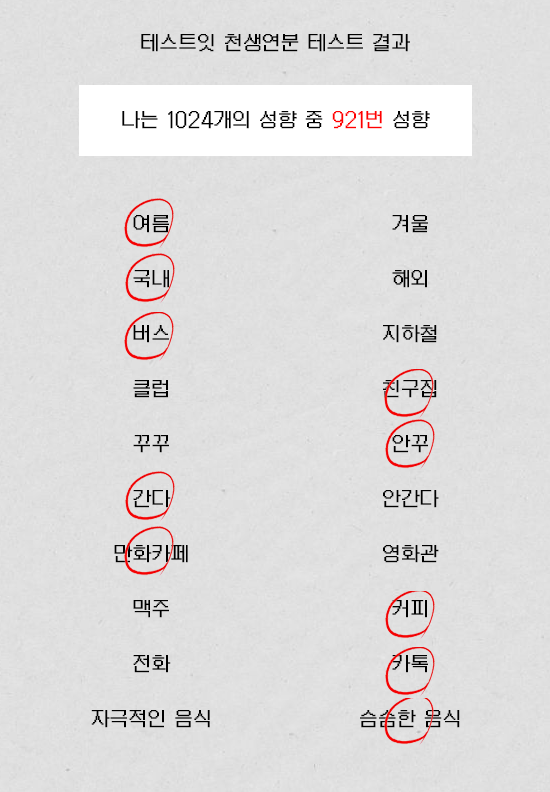 테스트잇 천생연분 테스트 결과
나는 1024개의 성향 중 921번 성향
여름 겨울
국내 해외
버스 지하철
클럽 친구집
꾸꾸 안꾸
간다 안간다
만화카페 영화관
맥주 커피
전화 카톡
자극적인 음식 슴슴한 음식